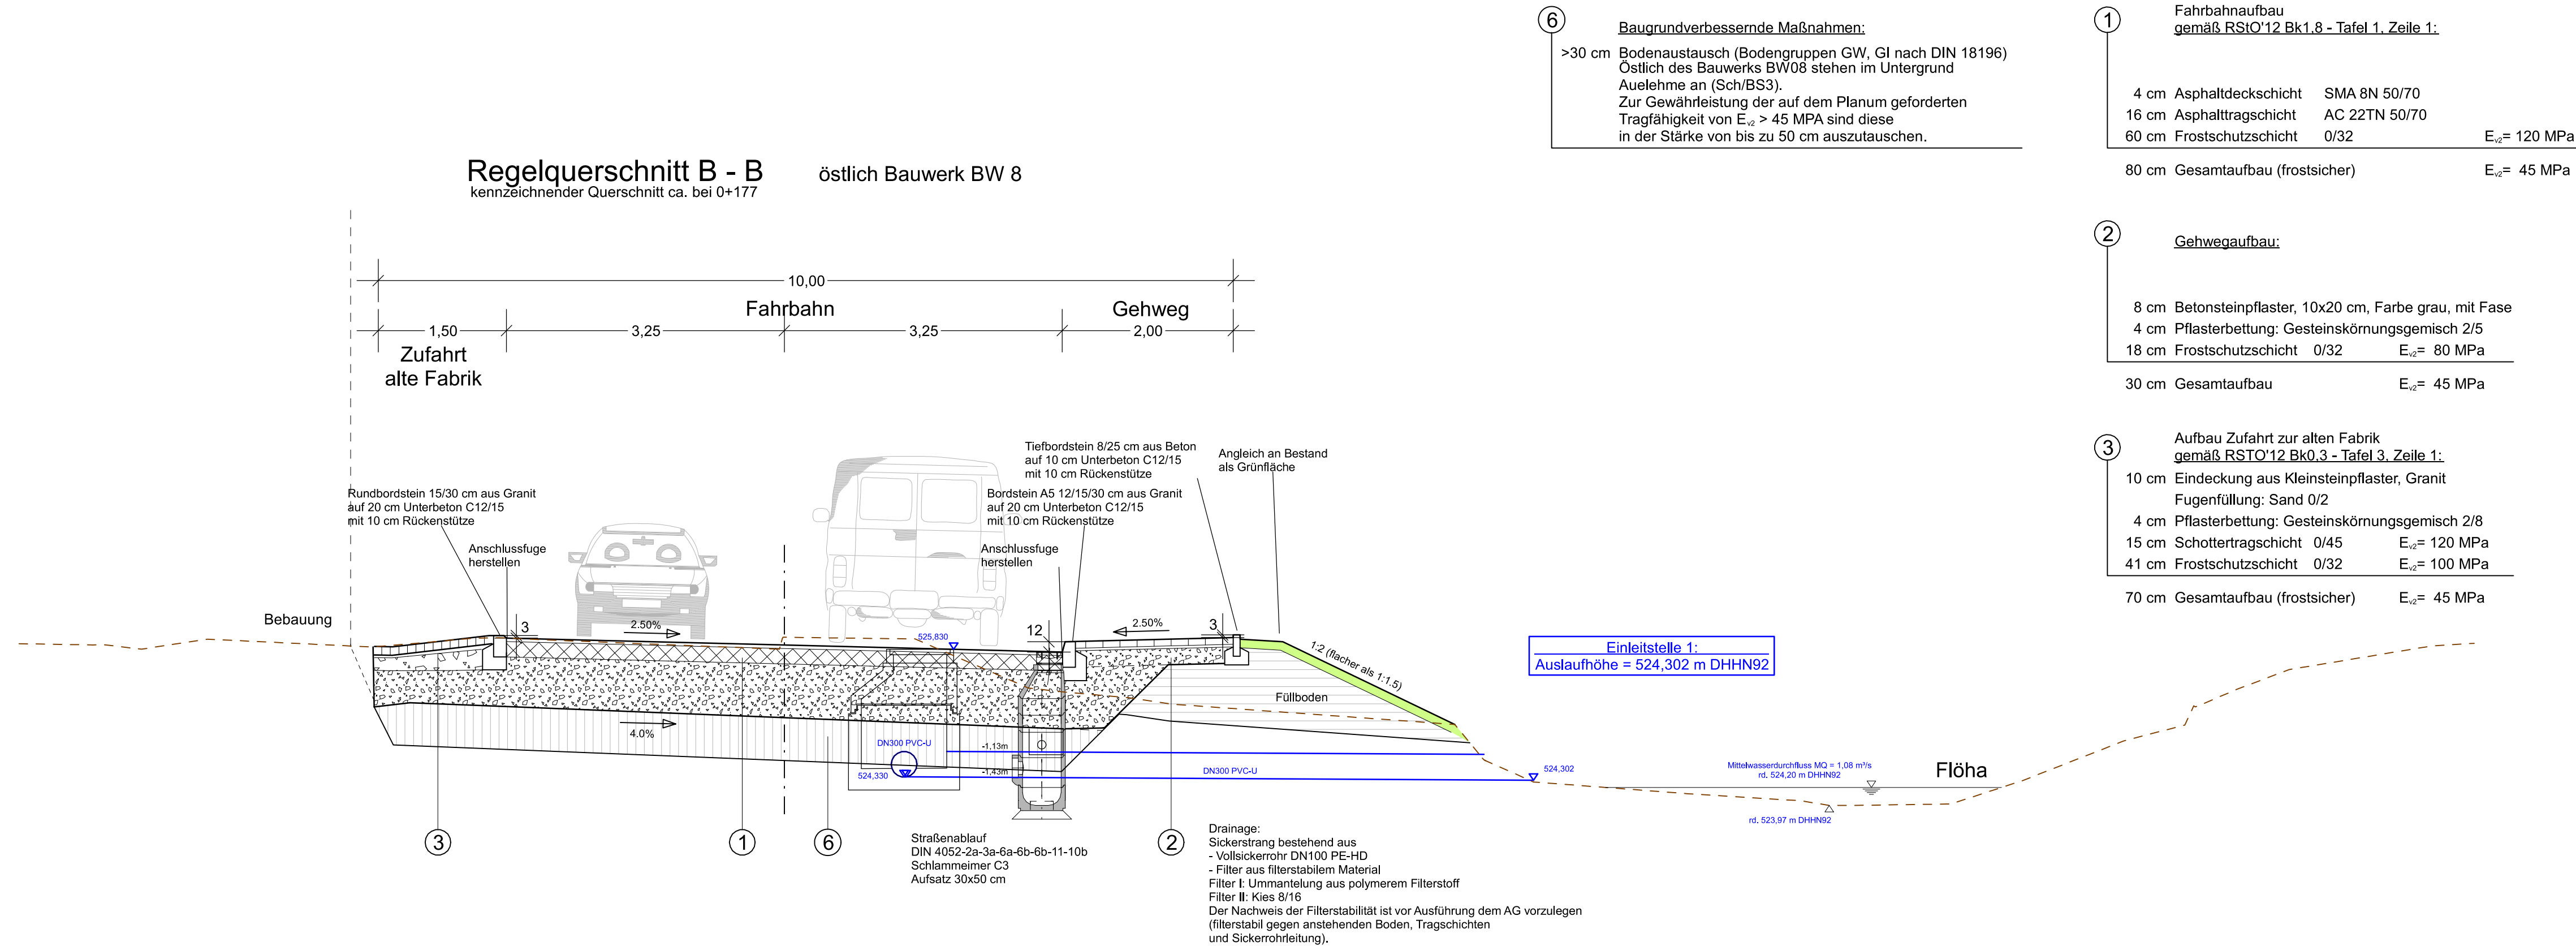 6
Baugrundverbessernde Maßnahmen:
>30 cm Bodenaustausch (Bodengruppen GW, GI nach DIN 18196)
Östlich des Bauwerks BW08 stehen im Untergrund
Auelehme an (Sch/BS3).
Zur Gewährleistung der auf dem Planum geforderten
Tragfähigkeit von Ev2 > 45 MPA sind diese
in der Stärke von bis zu 50 cm auszutauschen.
1
Fahrbahnaufbau
gemäß RStO'12 Bk1,8 - Tafel 1, Zeile 1:
4 cm Asphaltdeckschicht SMA 8N 50/70
16 cm Asphalttragschicht AC 22TN 50/70
60 cm Frostschutzschicht 0/32 Ev2= 120 MPa
80 cm Gesamtaufbau (frostsicher) Ev2= 45 MPa
2
Gehwegaufbau:
8 cm Betonsteinpflaster, 10x20 cm, Farbe grau, mit Fase
4 cm Pflasterbettung: Gesteinskörnungsgemisch 2/5
18 cm Frostschutzschicht 0/32 Ev2= 80 MPa
30 cm Gesamtaufbau Ev2= 45 MPa
3
Aufbau Zufahrt zur alten Fabrik
gemäß RSTO'12 Bk0,3 - Tafel 3, Zeile 1:
10 cm Eindeckung aus Kleinsteinpflaster, Granit
Fugenfüllung: Sand 0/2
4 cm Pflasterbettung: Gesteinskörnungsgemisch 2/8
15 cm Schottertragschicht 0/45 Ev2= 120 MPa
41 cm Frostschutzschicht 0/32 Ev2= 100 MPa
70 cm Gesamtaufbau (frostsicher) Ev2= 45 MPa
Regelquerschnitt B - B östlich Bauwerk BW 8
kennzeichnender Querschnitt ca. bei 0+177
10,00
Fahrbahn
Gehweg
1,50
3,25
3,25
2,00
Zufahrt
alte Fabrik
Rundbordstein 15/30 cm aus Granit
auf 20 cm Unterbeton C12/15
mit 10 cm Rückenstütze
Anschlussfuge
herstellen
Tiefbordstein 8/25 cm aus Beton
auf 10 cm Unterbeton C12/15
mit 10 cm Rückenstütze
Bordstein A5 12/15/30 cm aus Granit
auf 20 cm Unterbeton C12/15
mit 10 cm Rückenstütze
Anschlussfuge
herstellen
Angleich an Bestand
als Grünfläche
Bebauung
3
2.50%
525,830
12
2.50%
3
1:2 (flacher als 1:1.5)
Füllboden
4.0%
DN300 PVC-U
524,330
-1,13m
-1,43m
DN300 PVC-U
524,302
Einleitstelle 1:
Auslaufhöhe = 524,302 m DHHN92
Mittelwasserdurchfluss MQ = 1,08 m³/s
rd. 524,20 m DHHN92
Flöha
rd. 523,97 m DHHN92
3
1
6
2
Straßenablauf
DIN 4052-2a-3a-6a-6b-6b-11-10b
Schlammeimer C3
Aufsatz 30x50 cm
Drainage:
Sickerstrang bestehend aus
- Vollsickerrohr DN100 PE-HD
- Filter aus filterstabilem Material
Filter I: Ummantelung aus polymerem Filterstoff
Filter II: Kies 8/16
Der Nachweis der Filterstabilität ist vor Ausführung dem AG vorzulegen
(filterstabil gegen anstehenden Boden, Tragschichten
und Sickerrohrleitung).